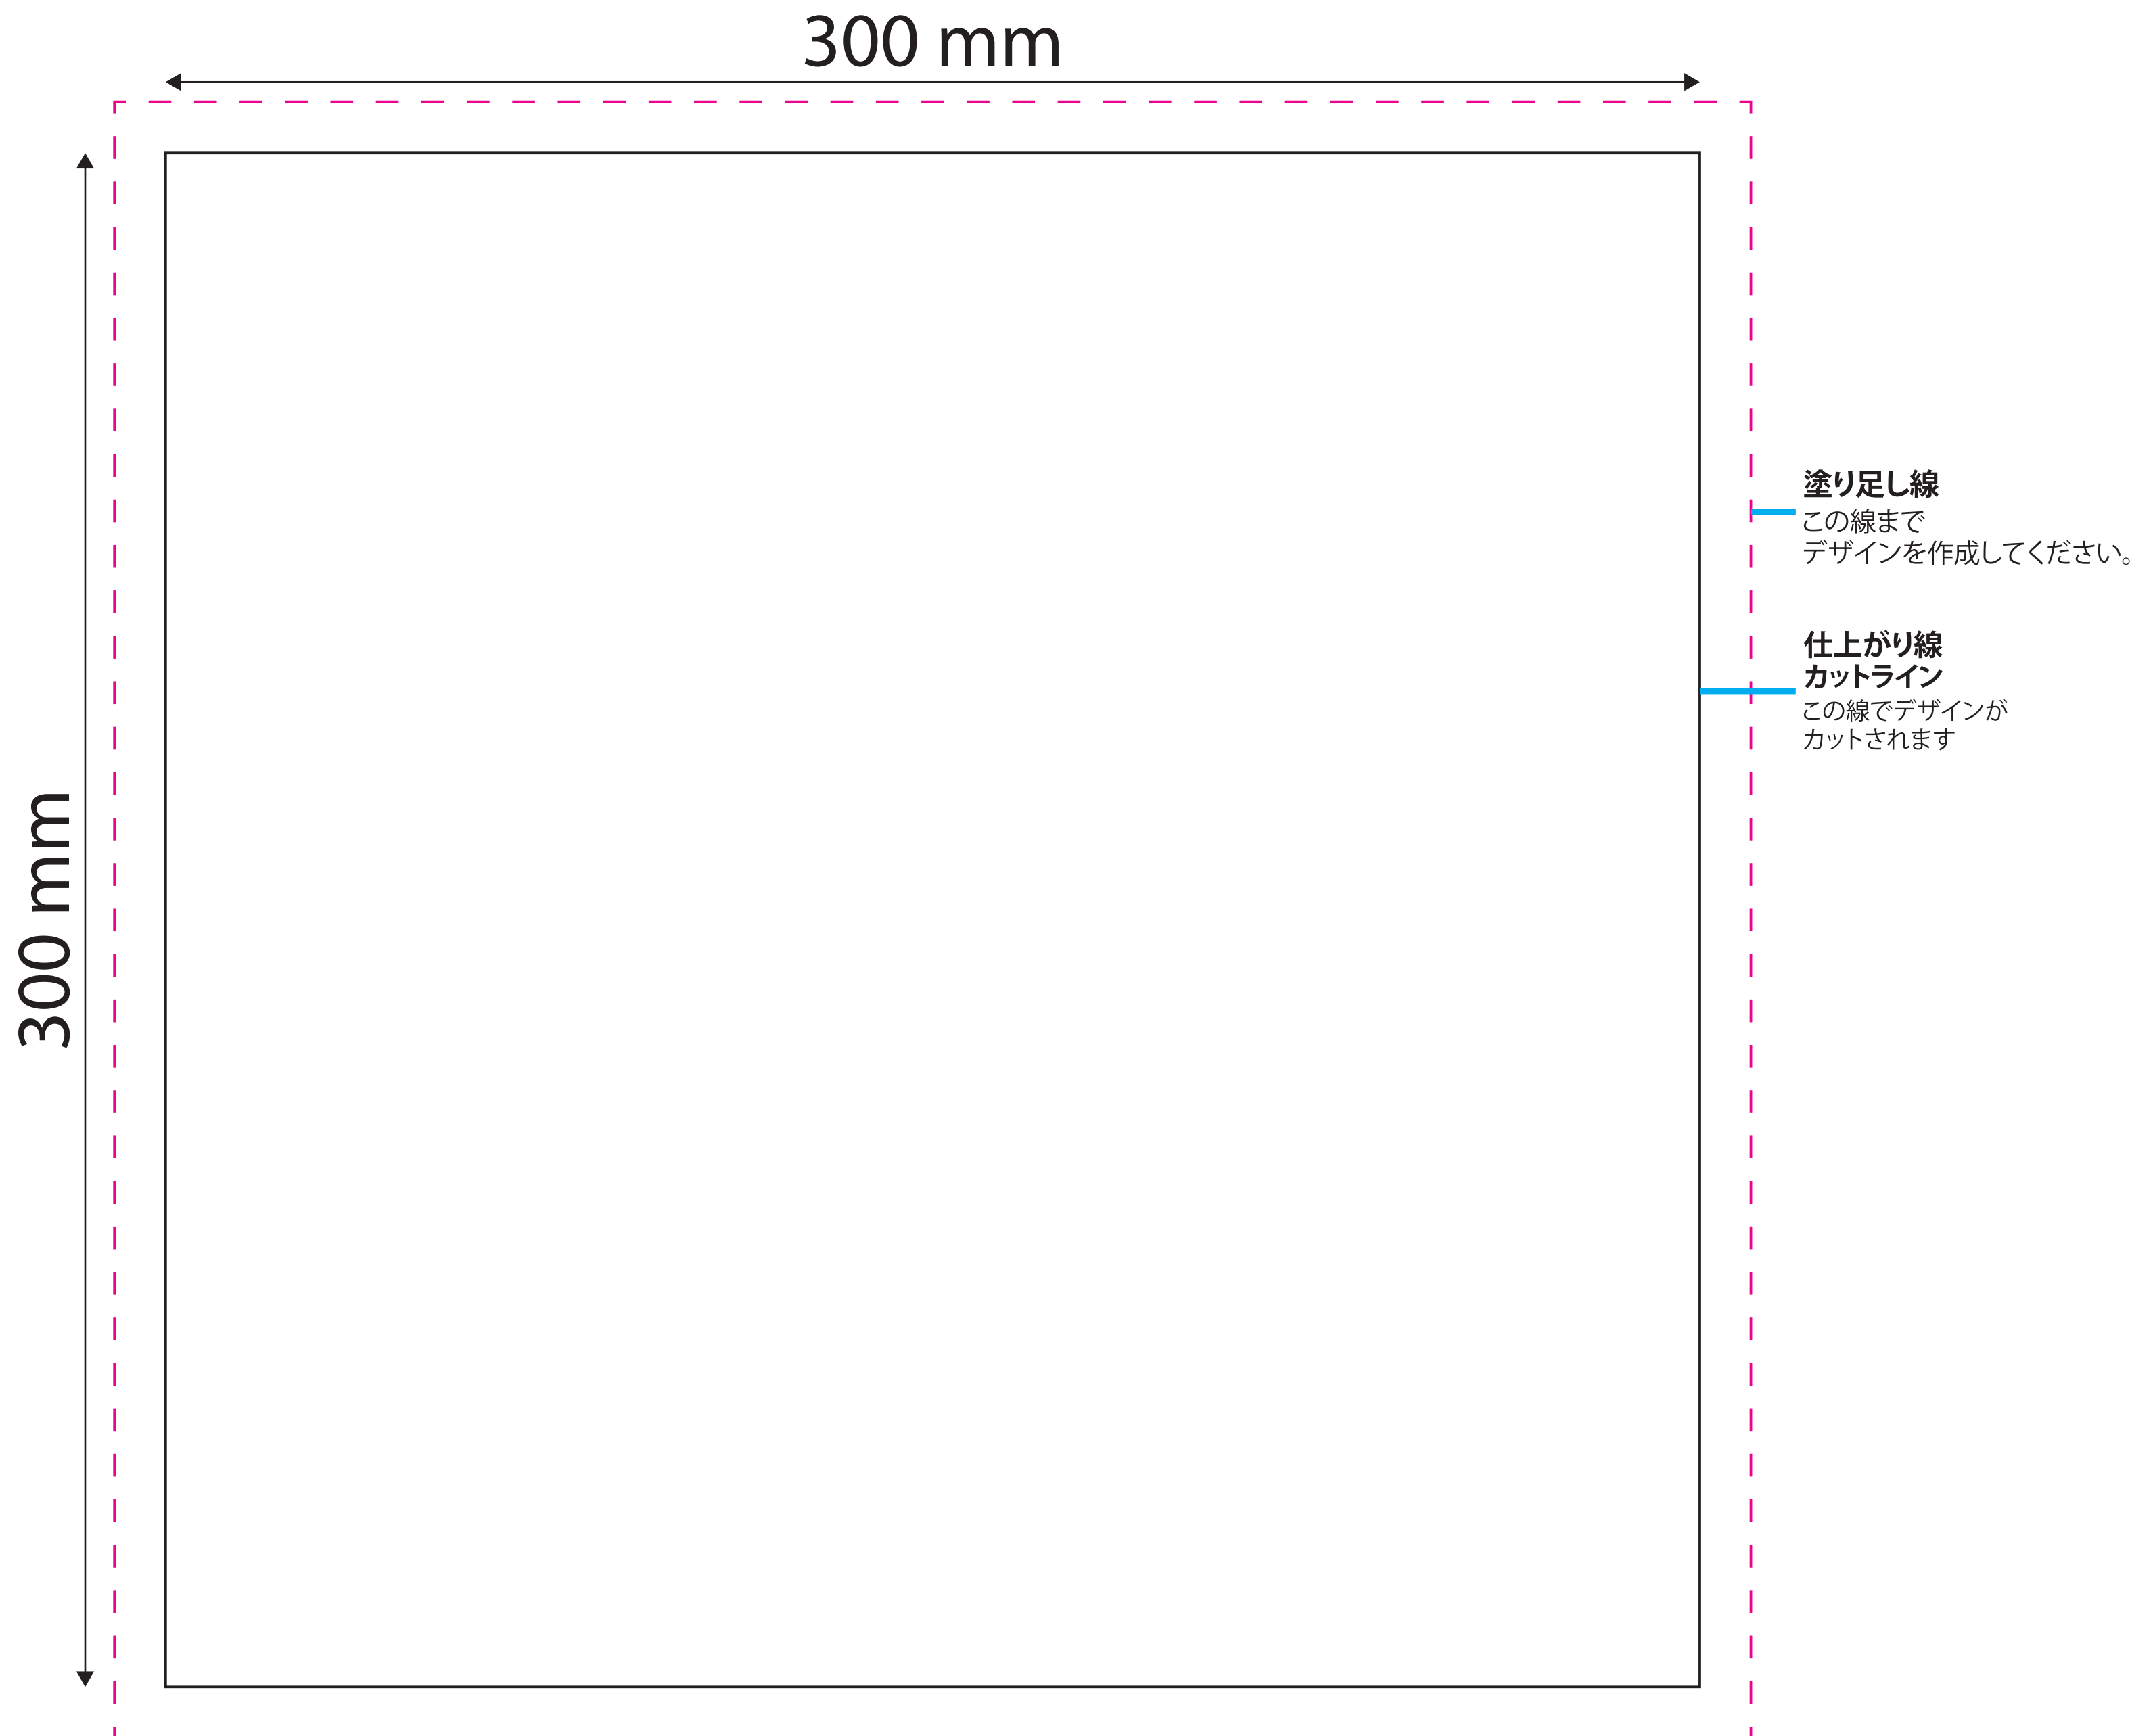 300 mm
300 mm
塗り足し線
この線まで
デザインを作成してください。
仕上がり線
カットライン
この線でデザインが
カットされます